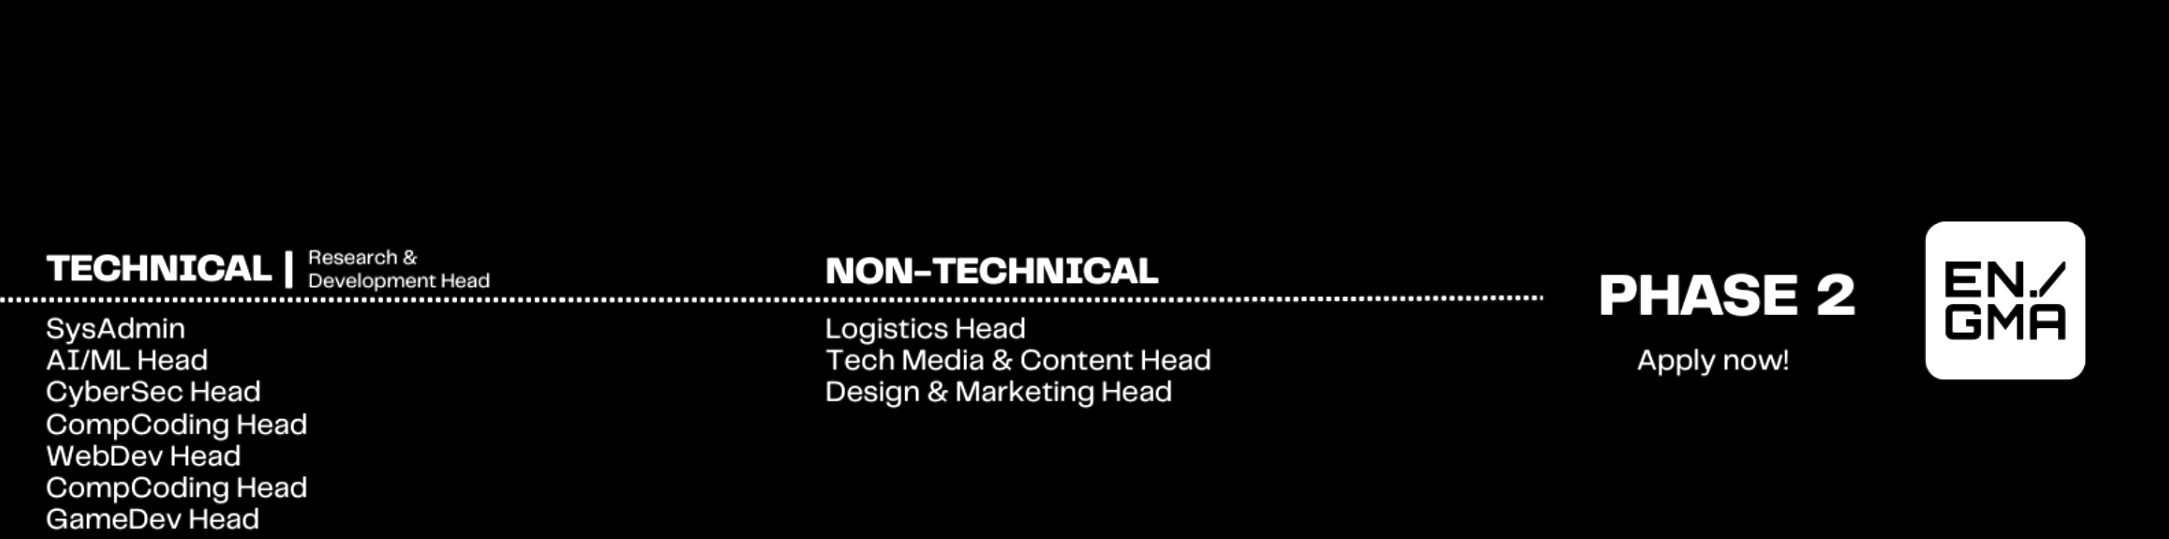 TECHNICAL | Research &
Development Head
SysAdmin
AI/ML Head
CyberSec Head
CompCoding Head
WebDev Head
CompCoding Head
GameDev Head
NON-TECHNICAL
Logistics Head
Tech Media & Content Head
Design & Marketing Head
PHASE 2
Apply now!
EN./
GMA